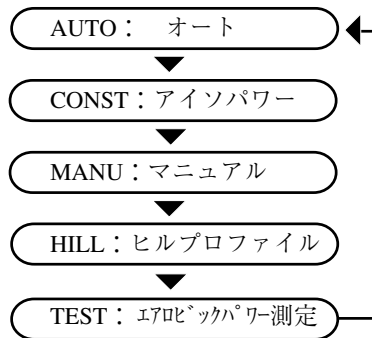 AUTO： オート
CONST：アイソパワー
MANU：マニュアル
HILL：ヒルプロファイル
TEST： ｴｱﾛﾋﾞｯｸﾊﾟﾜｰ測定